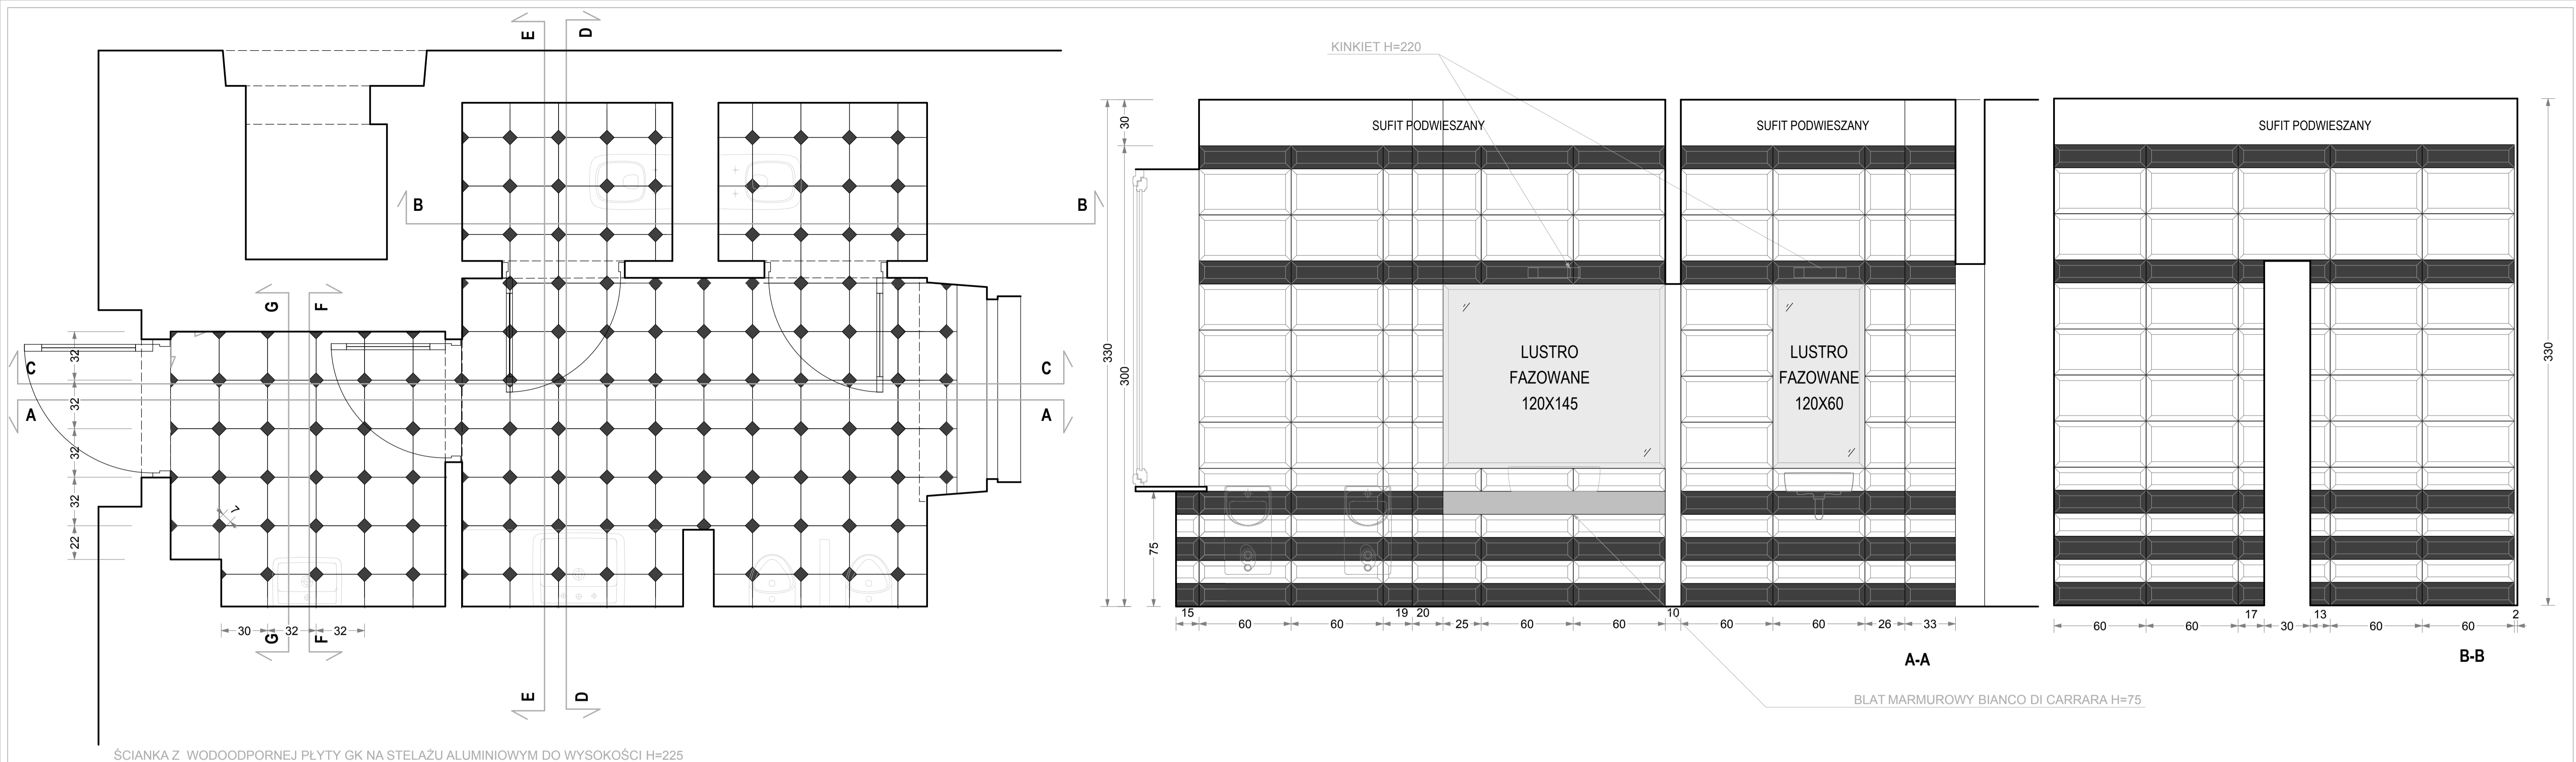 E
D
B
B
G
F
C
C
A
A
32
32
32
32
22
7
30
32
32
G
F
E
D
ŚCIANKA Z WODOODPORNEJ PŁYTY GK NA STELAŻU ALUMINIOWYM DO WYSOKOŚCI H=225
KINKIET H=220
330
30
300
75
SUFIT PODWIESZANY
SUFIT PODWIESZANY
LUSTRO
FAZOWANE
120X145
LUSTRO
FAZOWANE
120X60
15
60
60
19
20
25
60
60
10
60
60
26
33
A-A
BLAT MARMUROWY BIANCO DI CARRARA H=75
SUFIT PODWIESZANY
330
60
60
17
30
13
60
60
2
B-B